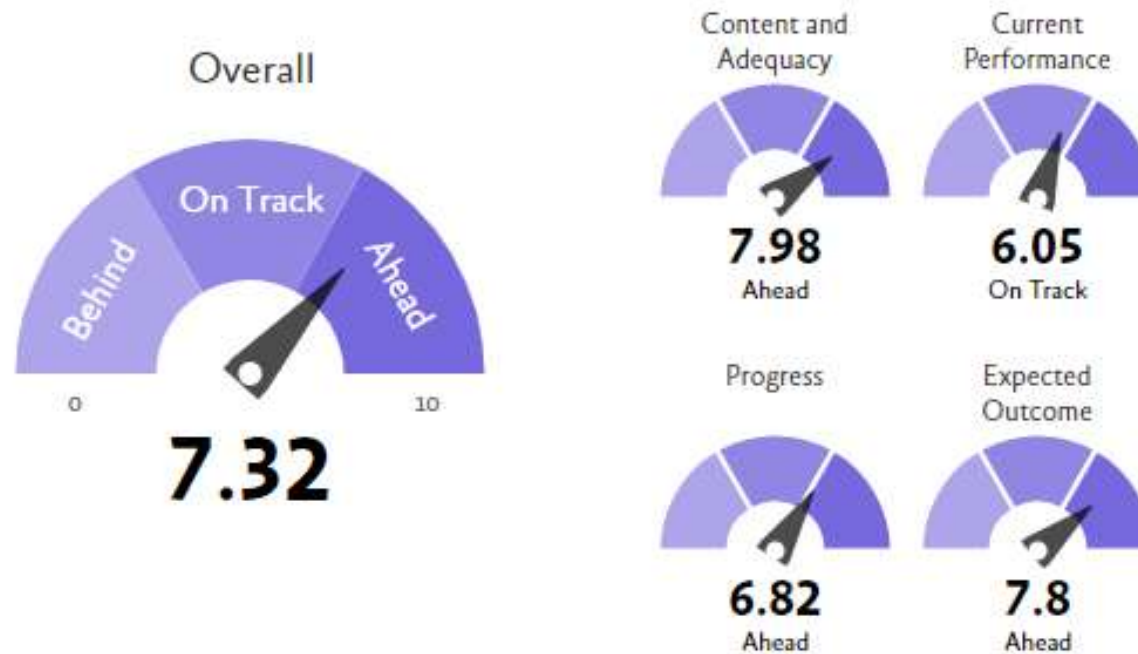 Overall
Behind
On Track
Ahead
0
10
7.32
Content and
Adequacy
7.98
Ahead
Current
Performance
6.05
On Track
Progress
6.82
Ahead
Expected
Outcome
7.8
Ahead